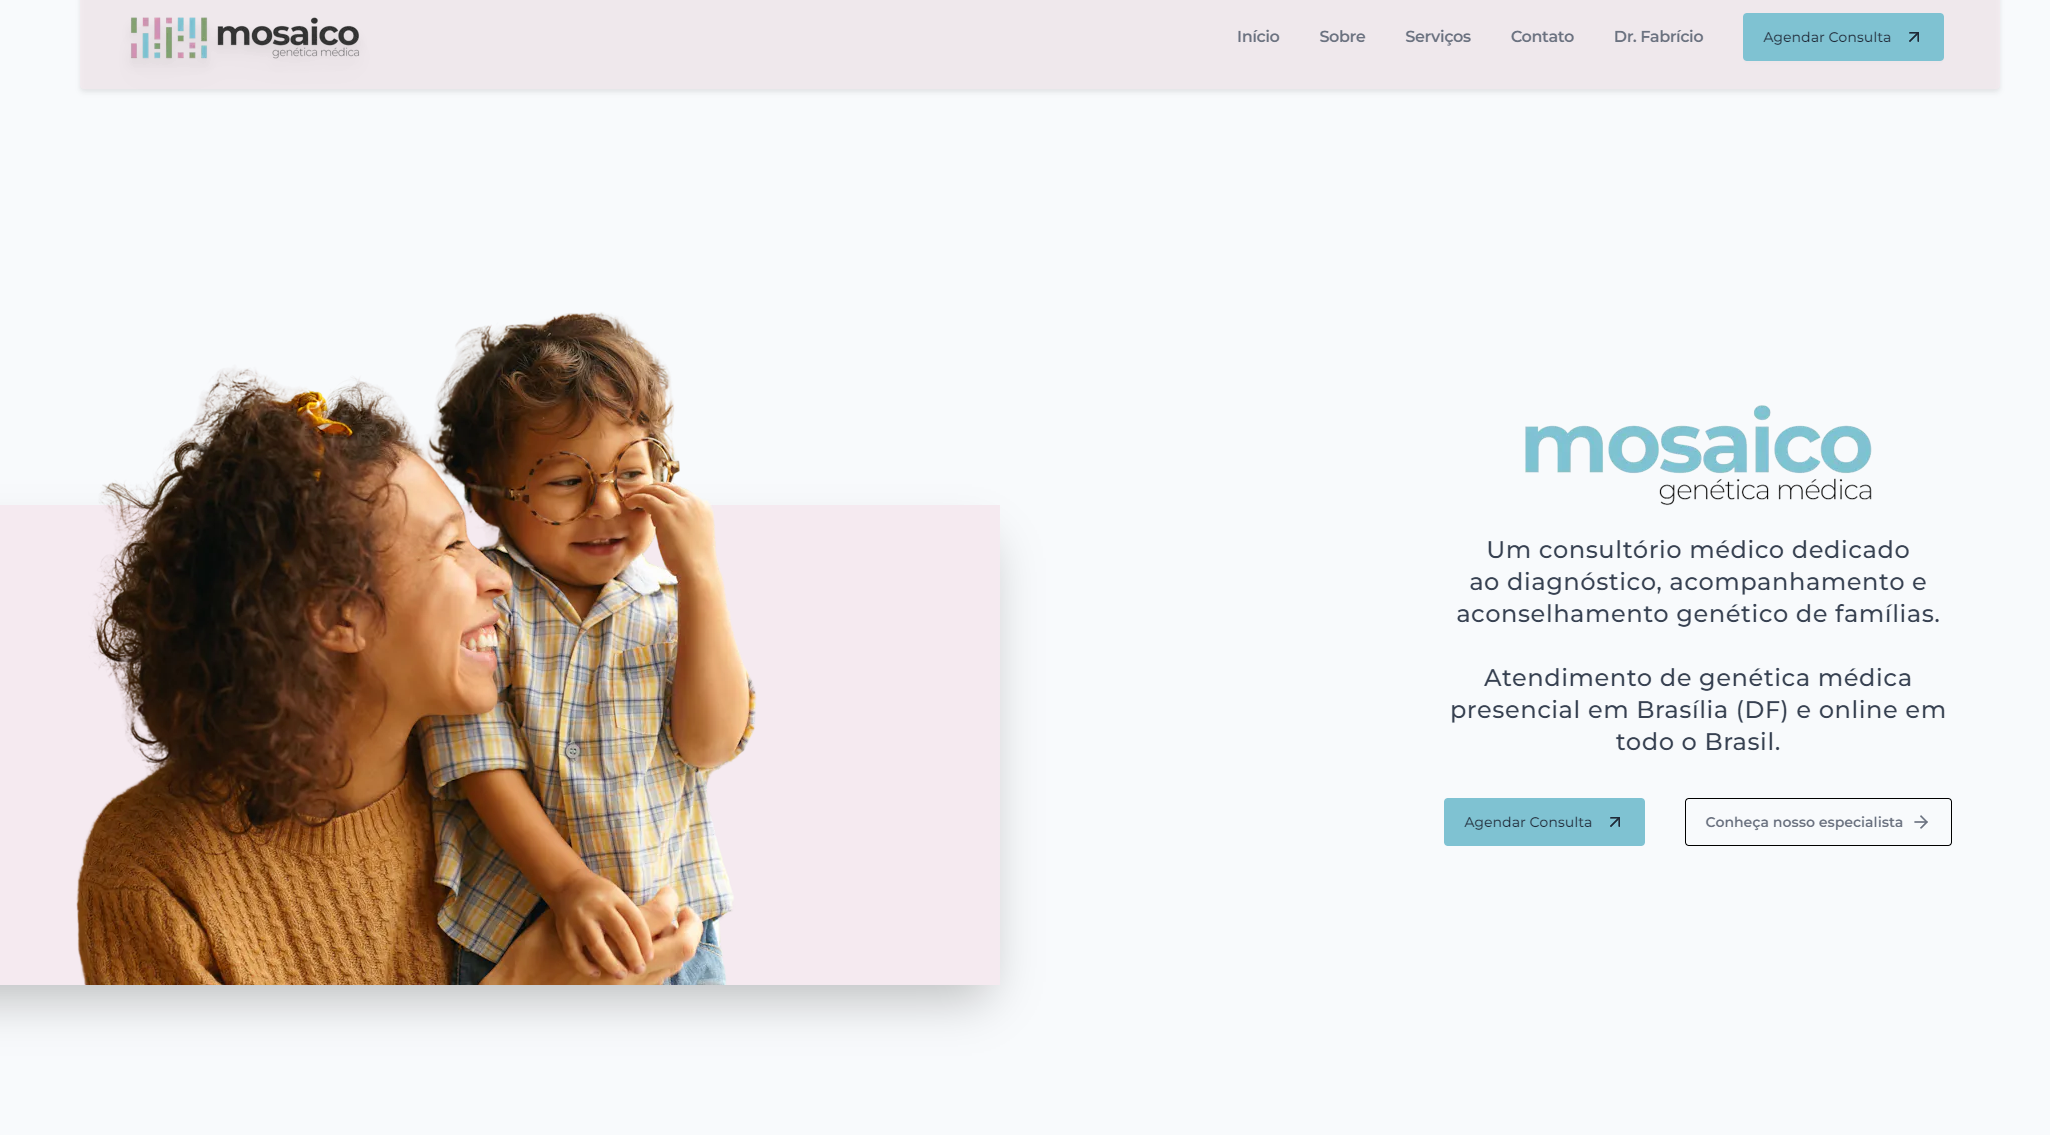 mosaico
genética médica
Início
Sobre
Serviços
Contato
Dr. Fabrício
Agendar Consulta
mosaico
genética médica
Um consultório médico dedicado
ao diagnóstico, acompanhamento e
aconselhamento genético de famílias.
Atendimento de genética médica
presencial em Brasília (DF) e online em
todo o Brasil.
Agendar Consulta
Conheça nosso especialista